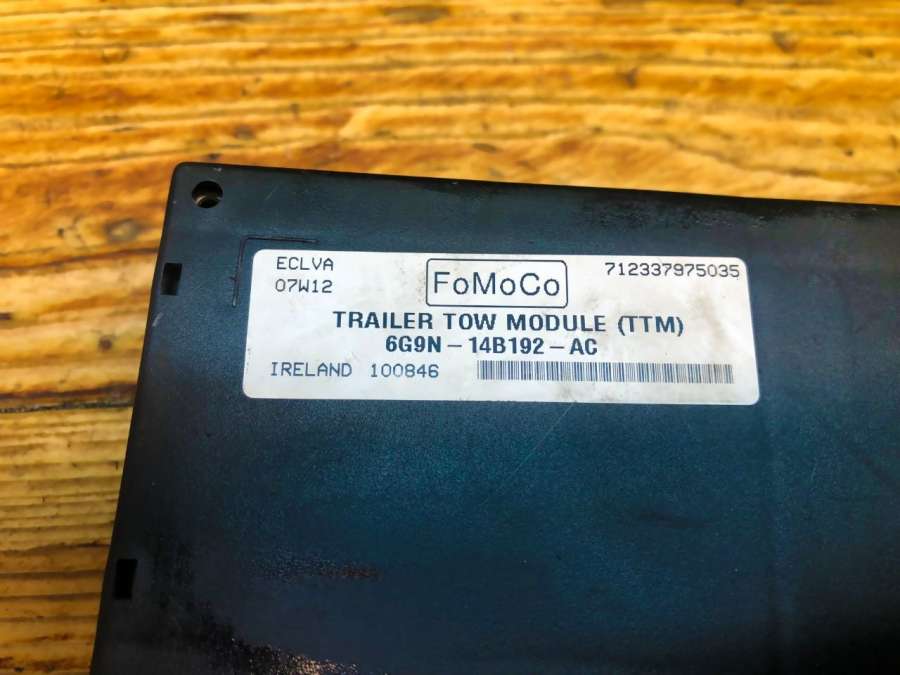 ECLVA
07W12
FoMoCo
712337975035
TRAILER TOW MODULE (TTM)
6G9N – 14B192 – AC
IRELAND 100846